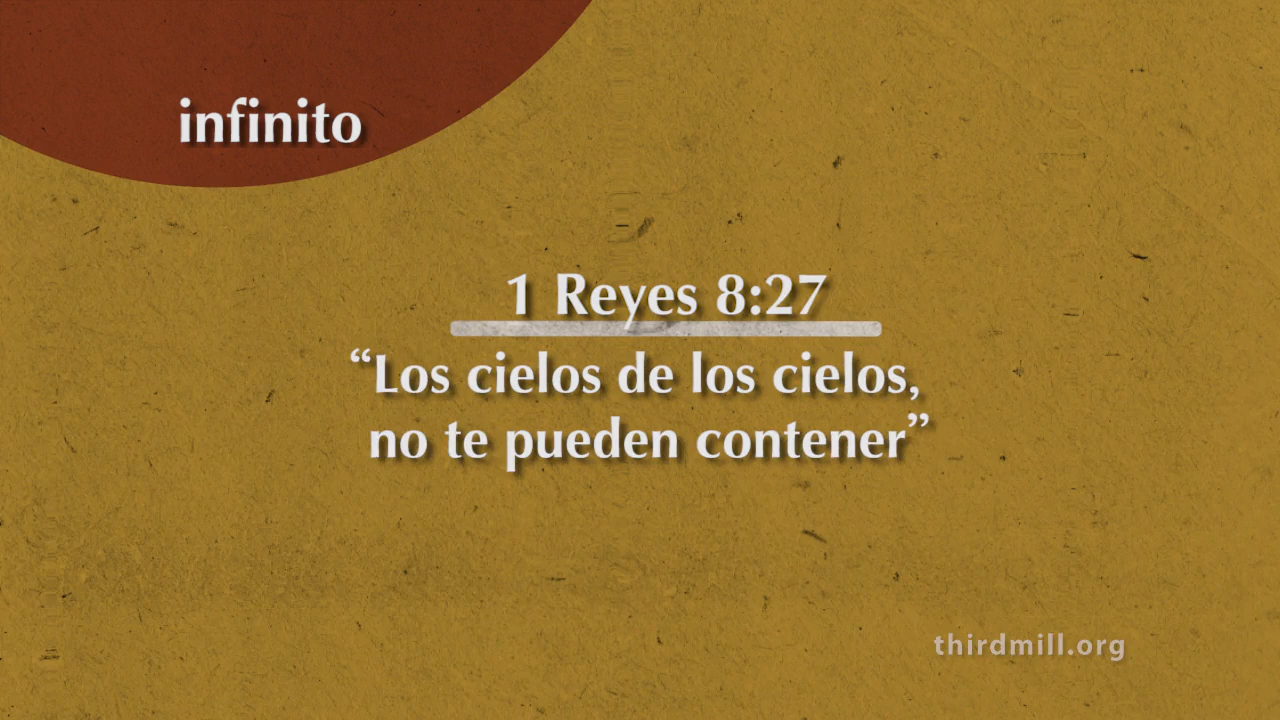 infinito
1 Reyes 8:27
“Los cielos de los cielos,
no te pueden contener”
thirdmill.org